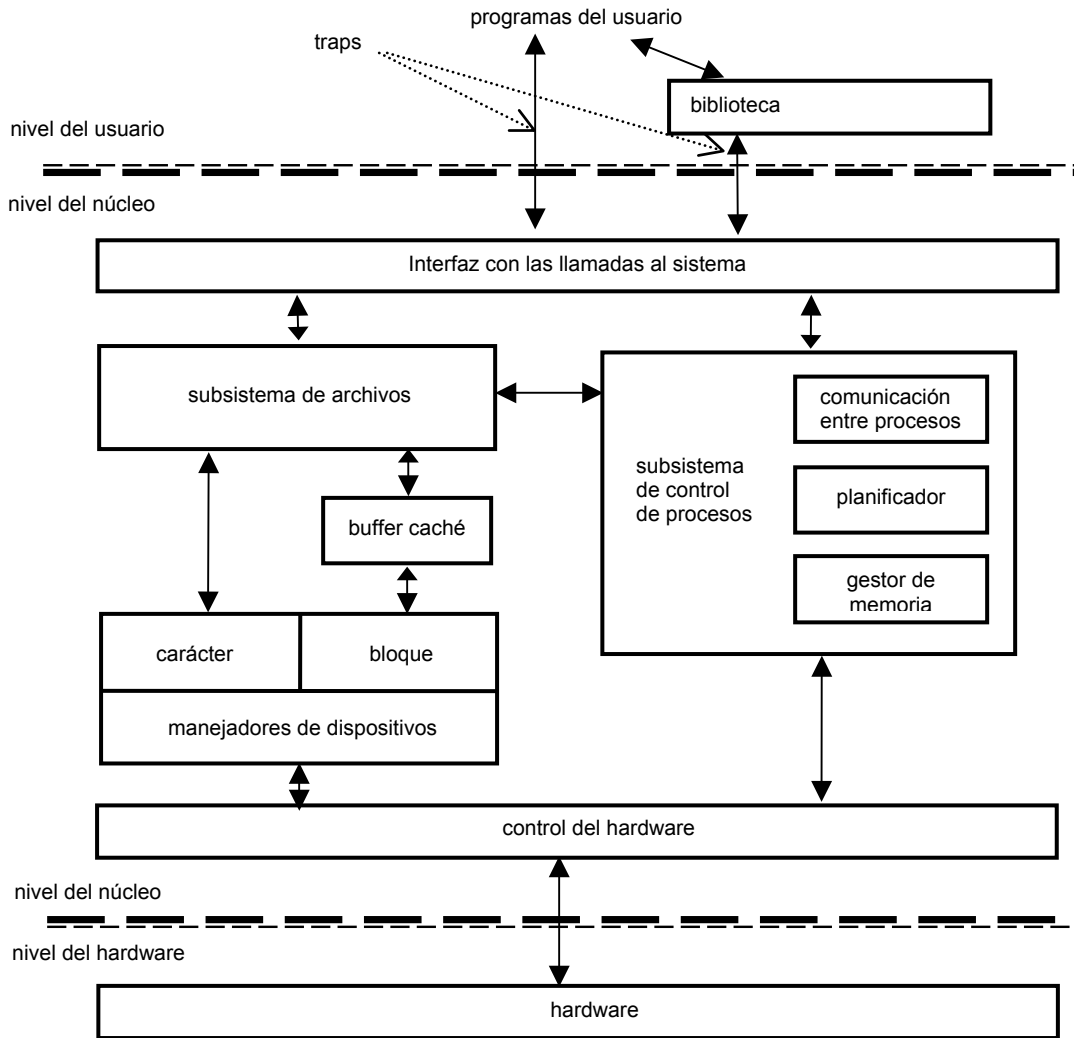 programas del usuario
traps
biblioteca
nivel del usuario
nivel del núcleo
Interfaz con las llamadas al sistema
subsistema de archivos
comunicación
entre procesos
subsistema
de control
de procesos
planificador
buffer caché
gestor de
memoria
carácter
bloque
manejadores de dispositivos
control del hardware
nivel del núcleo
nivel del hardware
hardware